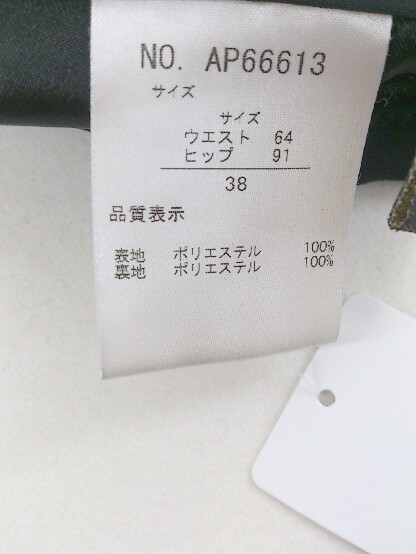 NO. AP66613
サイズ
サイズ
ウエスト 64
ヒップ 91
38
品質表示
表地 ポリエステル 100%
裏地 ポリエステル 100%